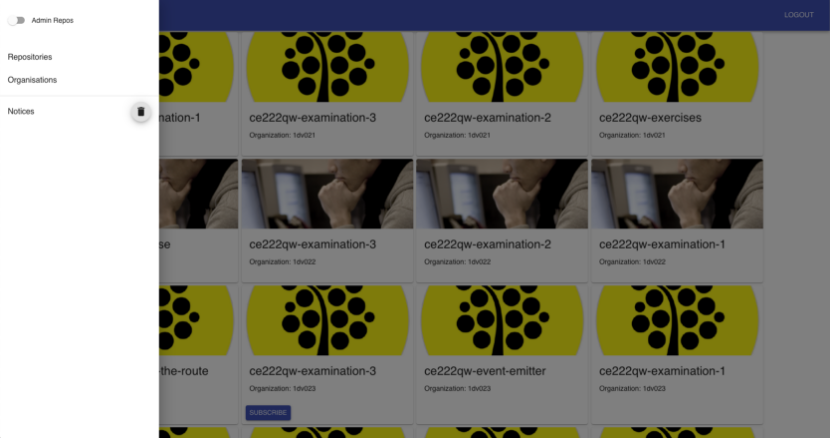 Admin Repos
LOGOUT
Repositories
Organisations
Notices
nation-1
ce222qw-examination-3
Organization: 1dv021
ce222qw-examination-2
Organization: 1dv021
ce222qw-exercises
Organization: 1dv021
se
ce222qw-examination-3
Organization: 1dv022
ce222qw-examination-2
Organization: 1dv022
ce222qw-examination-1
Organization: 1dv022
-the-route
ce222qw-examination-3
Organization: 1dv023
SUBSCRIBE
ce222qw-event-emitter
Organization: 1dv023
ce222qw-examination-1
Organization: 1dv023